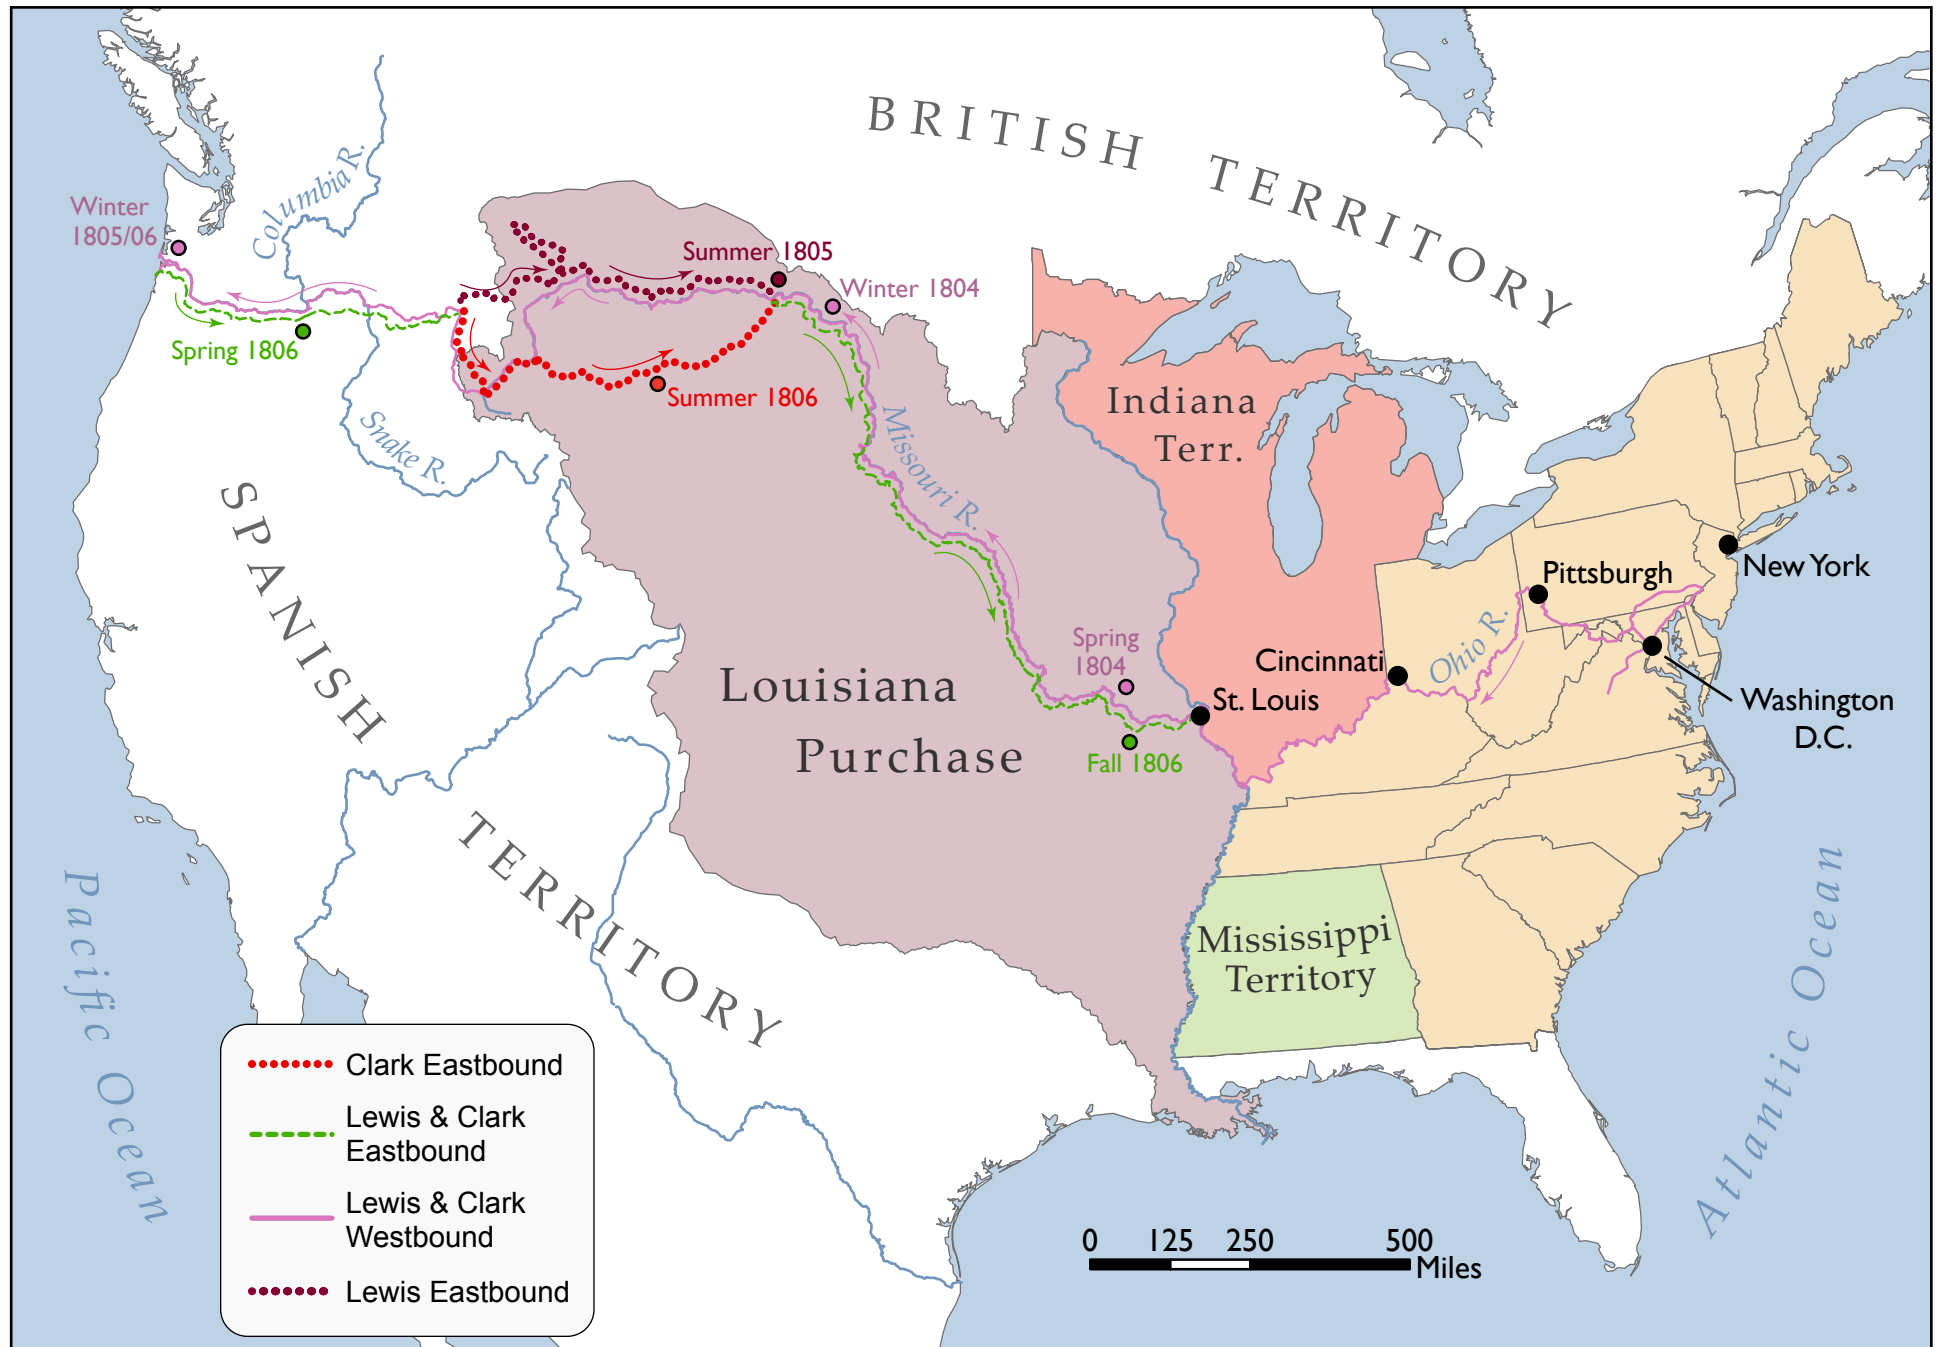 BRITISH TERRITORY
Winter
1805/06
Columbia R.
Summer 1805
Winter 1804
Spring 1806
Summer 1806
Indiana
Terr.
Snake R.
Missouri R.
SPANISH
TERRITORY
New York
Pittsburgh
Ohio R.
Spring
1804
Cincinnati
St. Louis
Washington
D.C.
Louisiana
Purchase
Fall 1806
Mississippi
Territory
Pacific Ocean
Atlantic Ocean
Clark Eastbound
Lewis & Clark
Eastbound
Lewis & Clark
Westbound
Lewis Eastbound
0 125 250 500
Miles